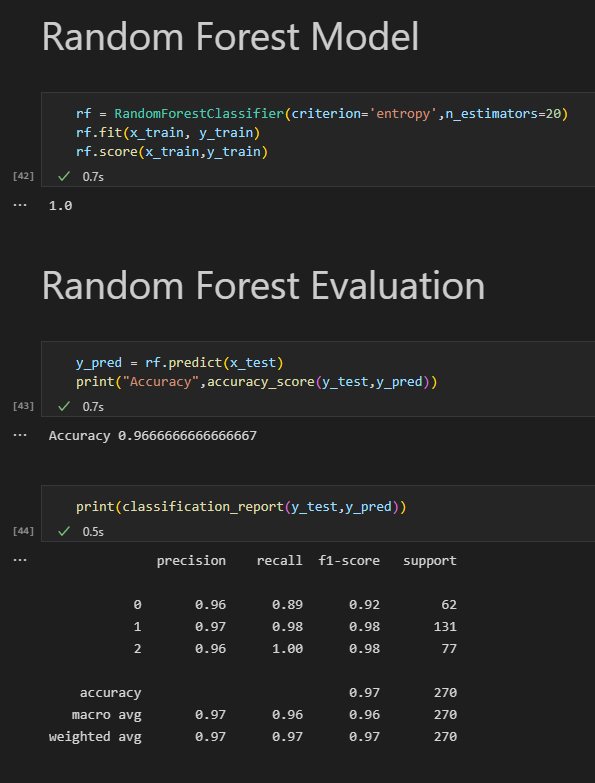 Random Forest Model
rf = RandomForestClassifier(criterion='entropy',n_estimators=20)
rf.fit(x_train, y_train)
rf.score(x_train,y_train)
[42] ✓ 0.7s
... 1.0
Random Forest Evaluation
y_pred = rf.predict(x_test)
print("Accuracy",accuracy_score(y_test,y_pred))
[43] ✓ 0.7s
... Accuracy 0.9666666666666667
print(classification_report(y_test,y_pred))
[44] ✓ 0.5s
... precision recall f1-score support
0 0.96 0.89 0.92 62
1 0.97 0.98 0.98 131
2 0.96 1.00 0.98 77
accuracy 0.97 270
macro avg 0.97 0.96 0.96 270
weighted avg 0.97 0.97 0.97 270